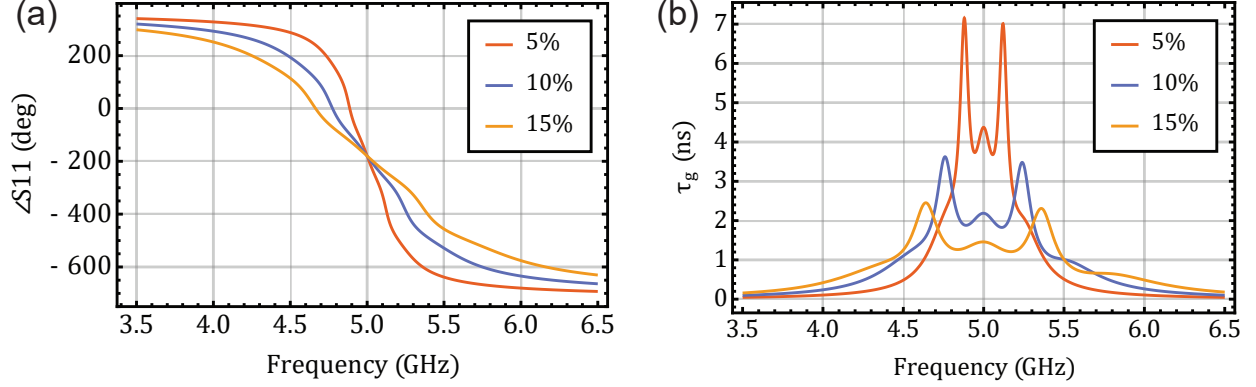 (a)
∠S11 (deg)
200
0
- 200
- 400
- 600
5%
10%
15%
3.5 4.0 4.5 5.0 5.5 6.0 6.5
Frequency (GHz)
(b)
τg (ns)
7
6
5
4
3
2
1
0
5%
10%
15%
3.5 4.0 4.5 5.0 5.5 6.0 6.5
Frequency (GHz)